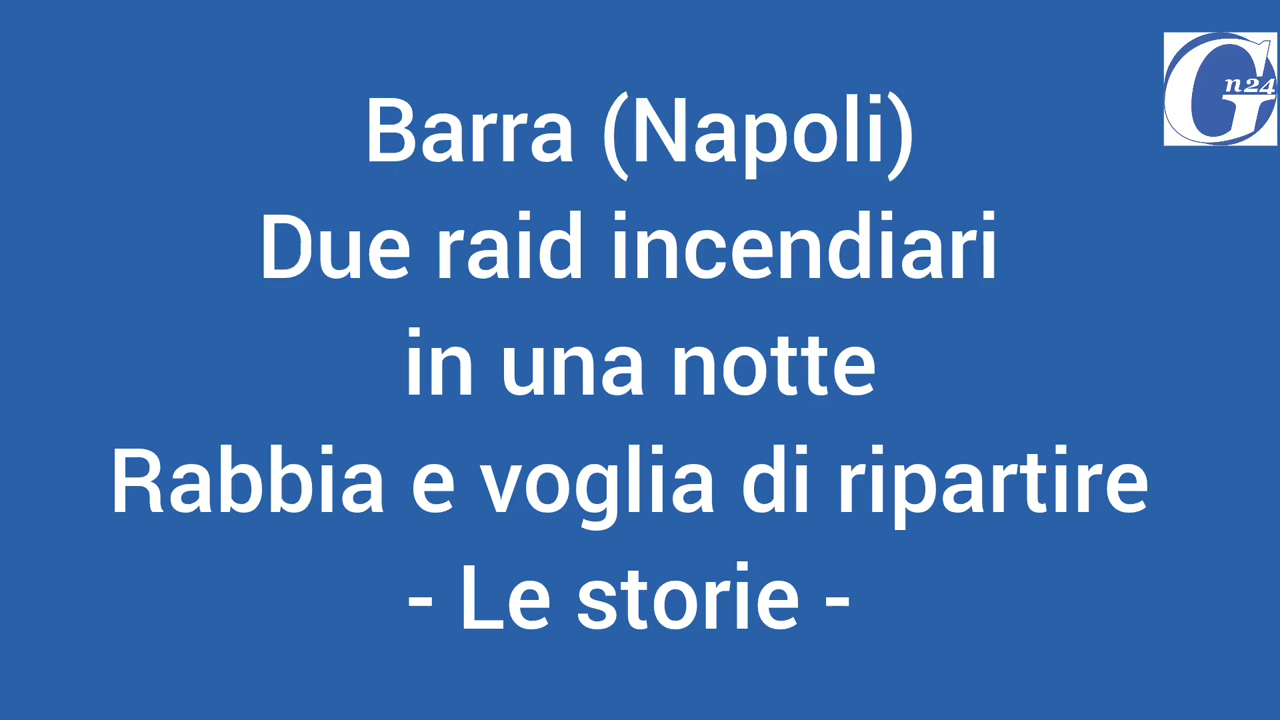 Gn24
Barra (Napoli)
Due raid incendiari
in una notte
Rabbia e voglia di ripartire
- Le storie -